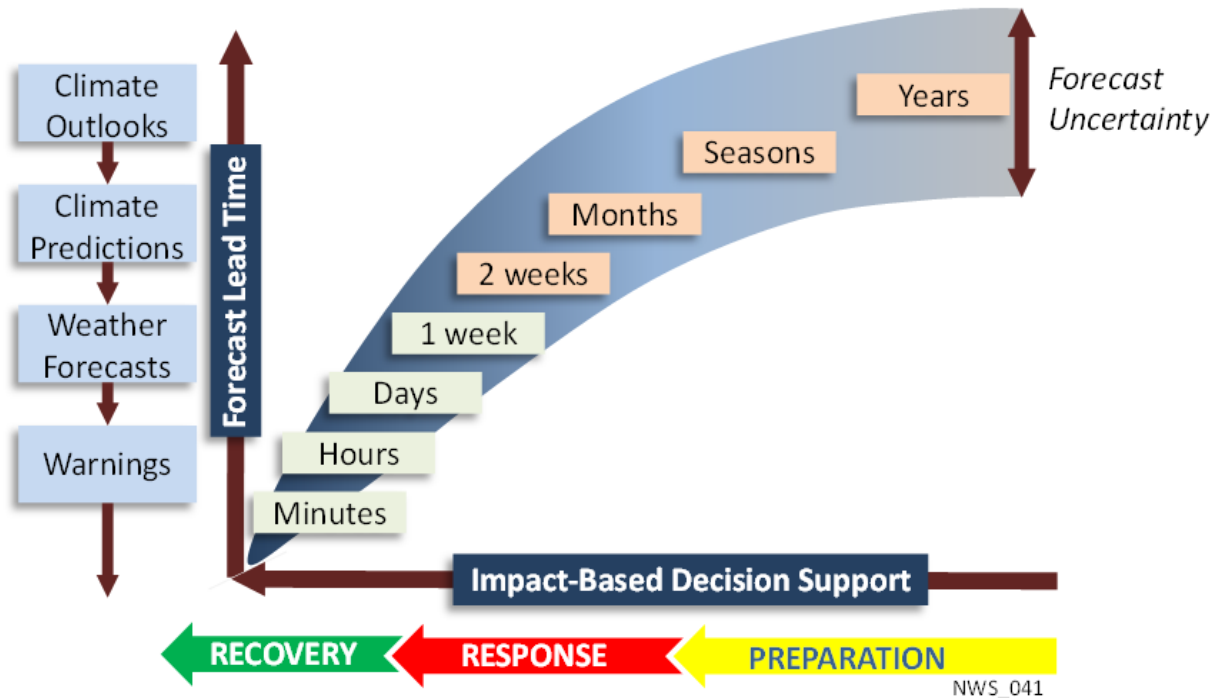 Climate
Outlooks
Climate
Predictions
Weather
Forecasts
Warnings
Forecast Lead Time
Years
Seasons
Months
2 weeks
1 week
Days
Hours
Minutes
Forecast
Uncertainty
Impact-Based Decision Support
RECOVERY
RESPONSE
PREPARATION
NWS_041